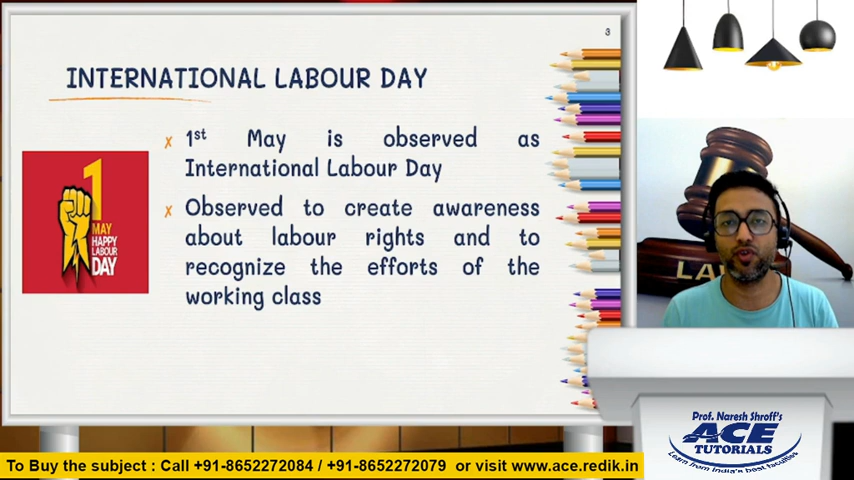 3
INTERNATIONAL LABOUR DAY
x 1st May is observed as
International Labour Day
x Observed to create awareness
about labour rights and to
recognize the efforts of the
working class
1
MAY
HAPPY
LABOUR
DAY
LAW
Prof. Naresh Shroff's
ACE
TUTORIALS
Learn from India's best faculties
To Buy the subject : Call +91-8652272084 / +91-8652272079 or visit www.ace.redik.in